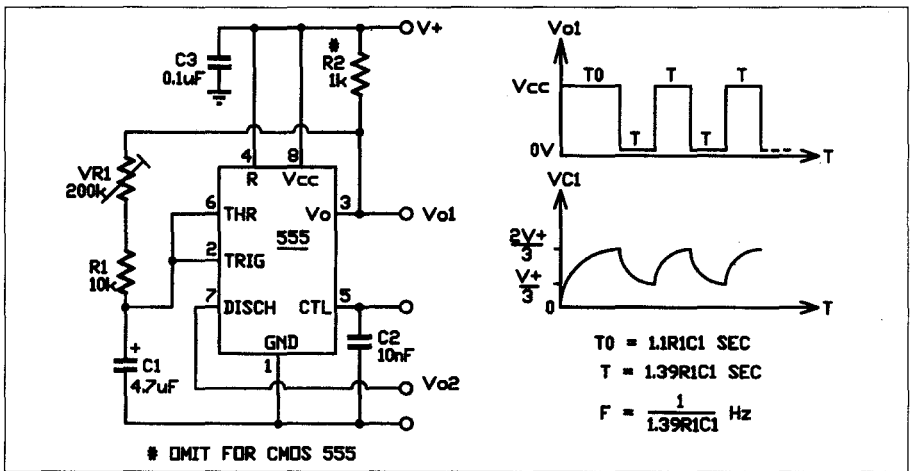 V+
C3
0.1uF
#
R2
1k
4
8
R
Vcc
VR1
200k
6
THR
Vo
3
Vo1
555
2
TRIG
R1
10k
7
DISCH
CTL
5
GND
1
C2
10nF
+
C1
4.7uF
Vo2
# OMIT FOR CMOS 555
Vo1
Vcc
T0
T
T
T
T
0V
T
VC1
2V+
3
V+
3
0
T
T0 = 1.1R1C1 SEC
T = 1.39R1C1 SEC
F = 1
1.39R1C1
Hz